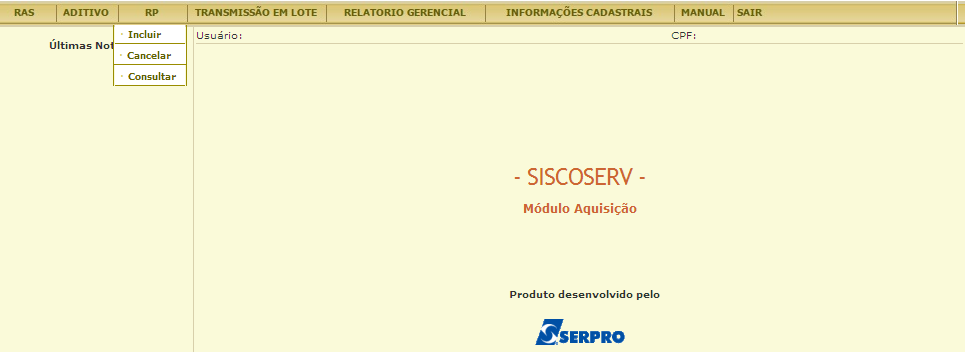 RAS ADITIVO RP TRANSMISSÃO EM LOTE RELATORIO GERENCIAL INFORMAÇÕES CADASTRAIS MANUAL SAIR
· Incluir
· Cancelar
· Consultar
Últimas Not
Usuário: CPF:
- SISCOSERV -
Módulo Aquisição
Produto desenvolvido pelo
SERPRO